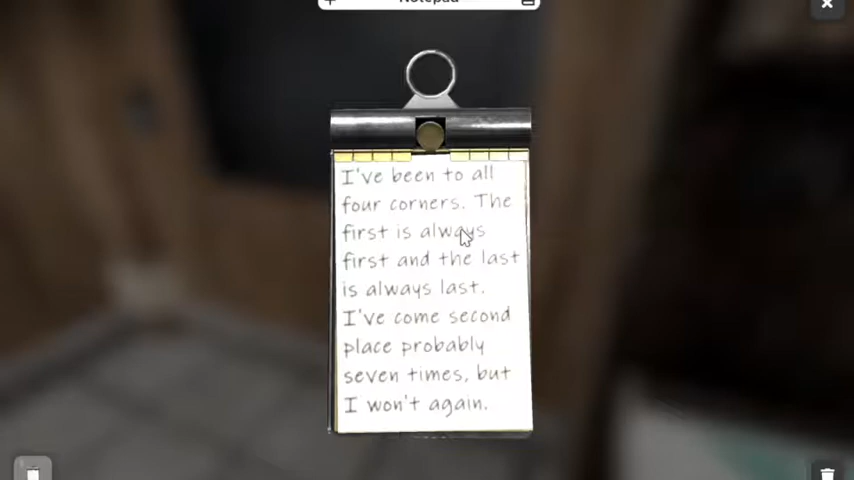 Notepad
I've been to all
four corners. The
first is always
first and the last
is always last.
I've come second
place probably
seven times, but
I won't again.